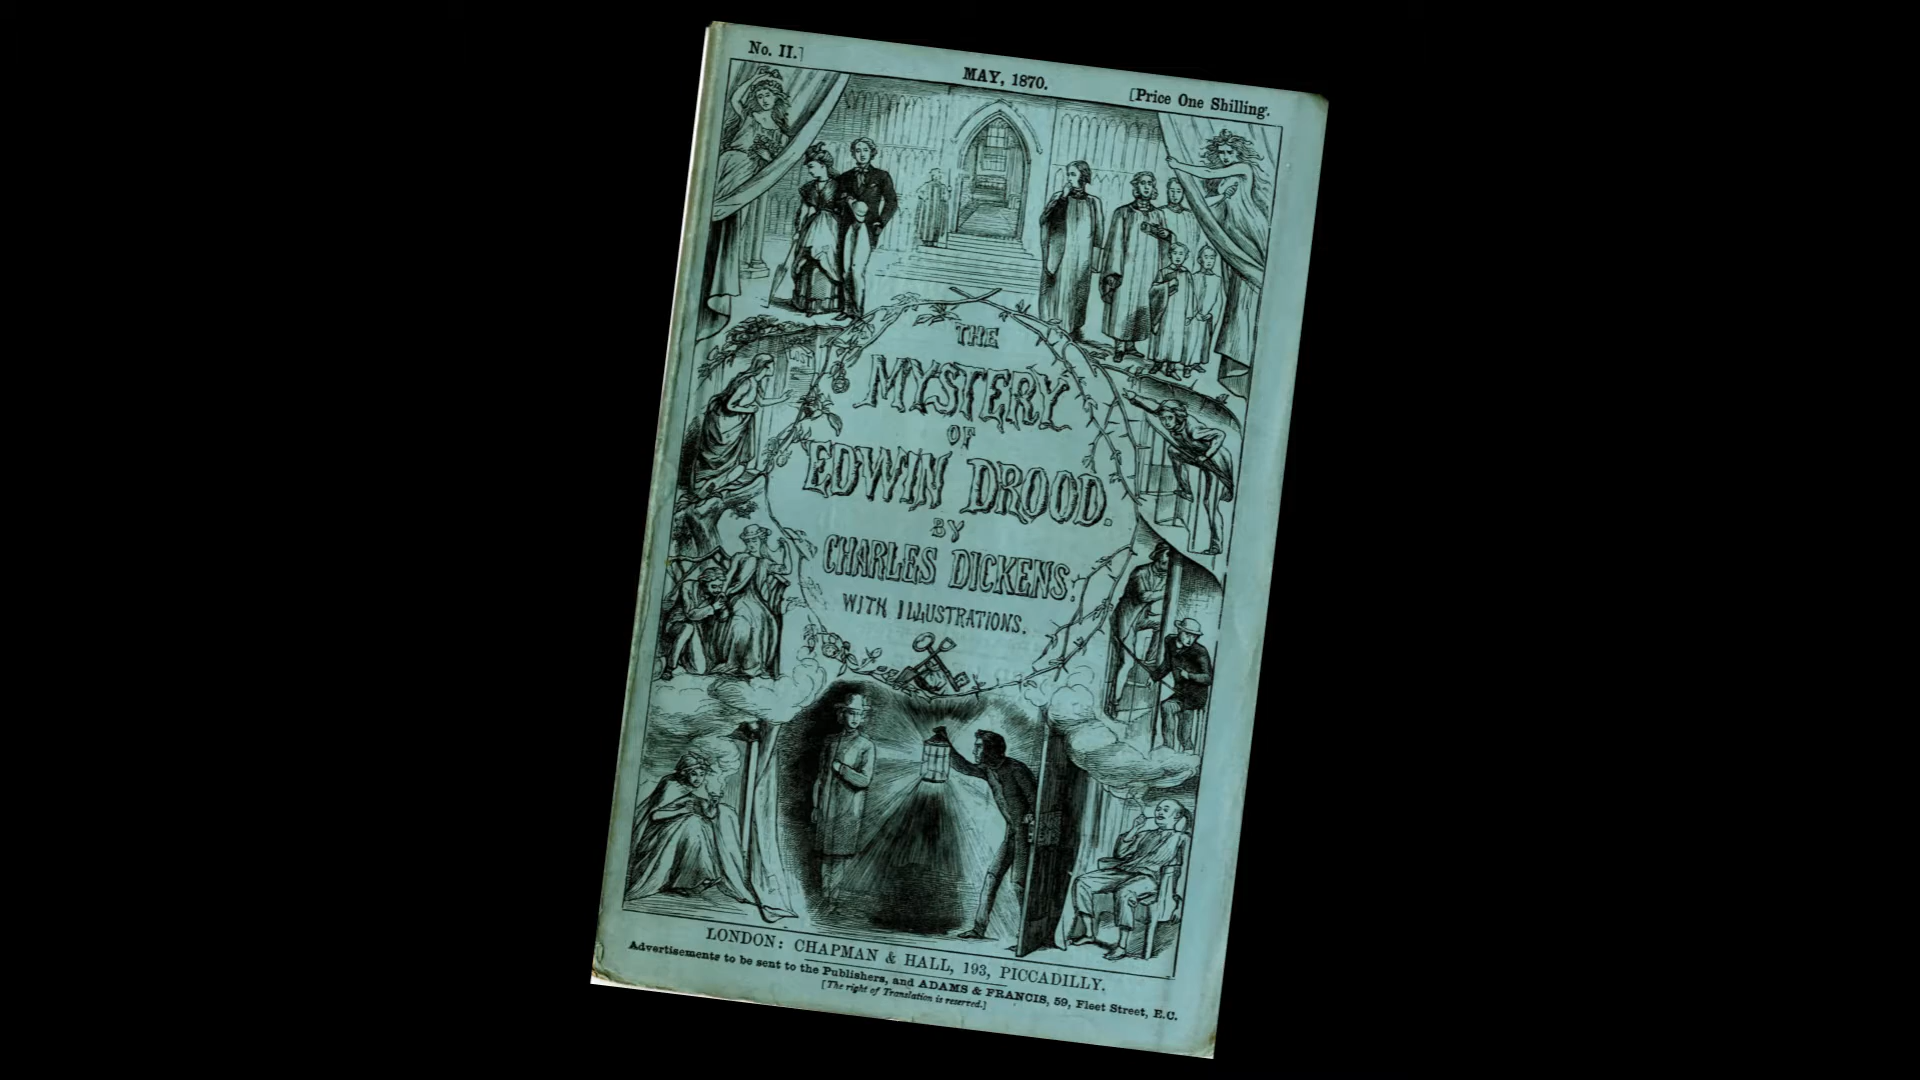 No. II.]
MAY, 1870.
[Price One Shilling.
THE
MYSTERY
OF
EDWIN DROOD.
BY
CHARLES DICKENS.
WITH ILLUSTRATIONS.
LOST
LONDON: CHAPMAN & HALL, 193, PICCADILLY.
Advertisements to be sent to the Publishers, and ADAMS & FRANCIS, 59, Fleet Street, E.C.
[The right of Translation is reserved.]